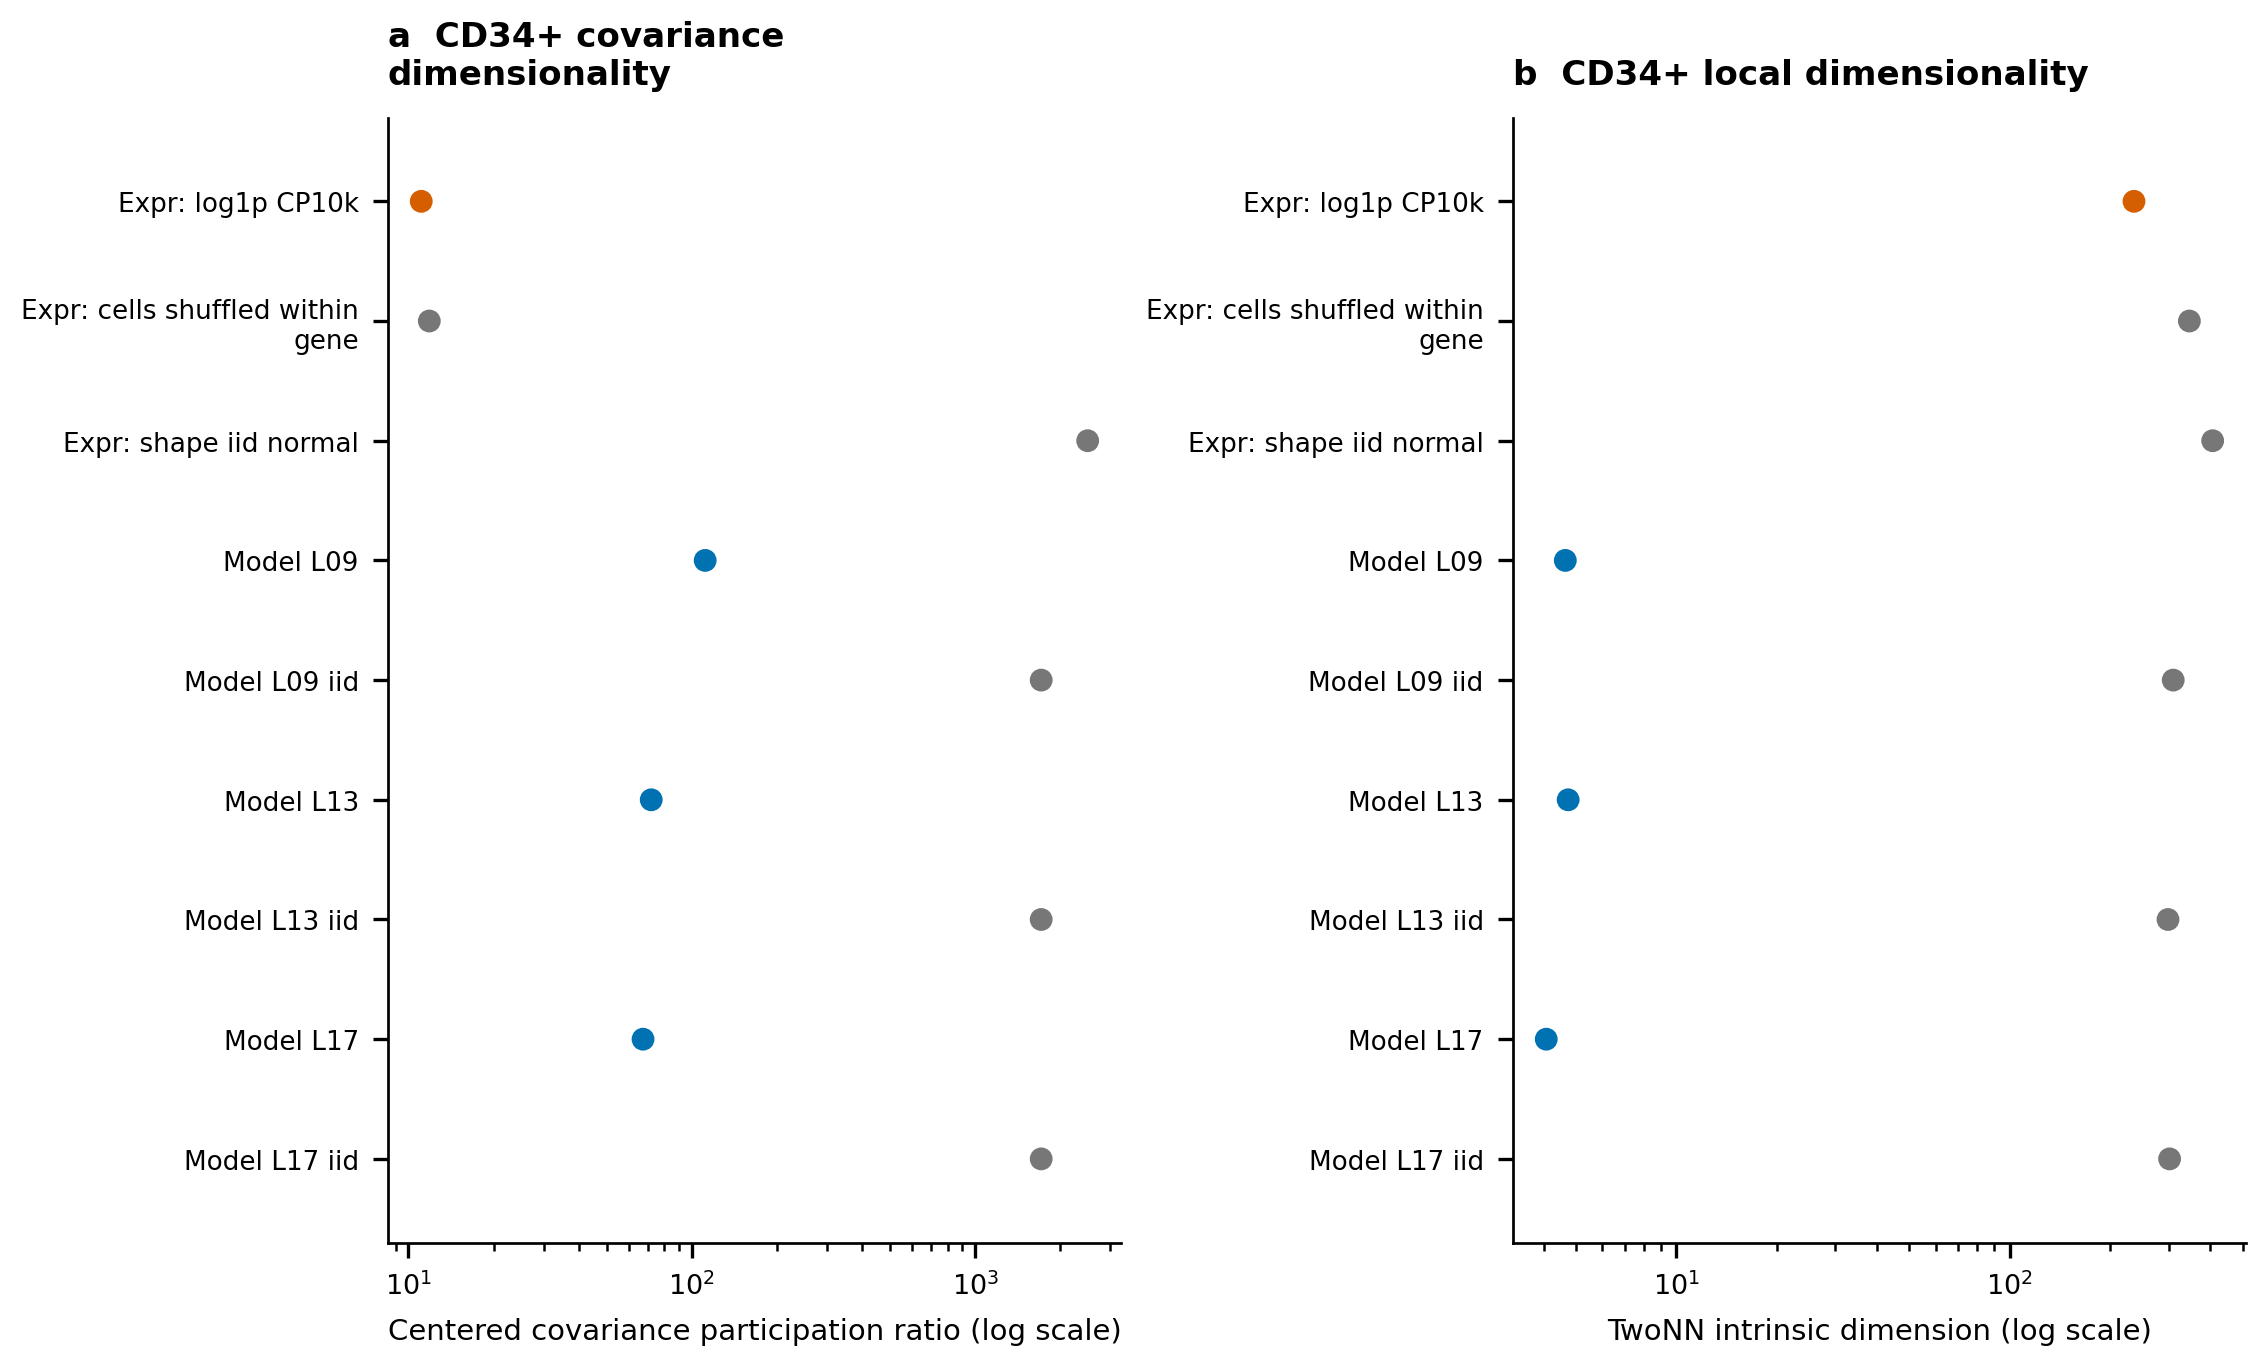 a  CD34+ covariance
dimensionality
Expr: log1p CP10k
Expr: cells shuffled within
gene
Expr: shape iid normal
Model L09
Model L09 iid
Model L13
Model L13 iid
Model L17
Model L17 iid
10¹
10²
10³
Centered covariance participation ratio (log scale)
b  CD34+ local dimensionality
Expr: log1p CP10k
Expr: cells shuffled within
gene
Expr: shape iid normal
Model L09
Model L09 iid
Model L13
Model L13 iid
Model L17
Model L17 iid
10¹
10²
TwoNN intrinsic dimension (log scale)